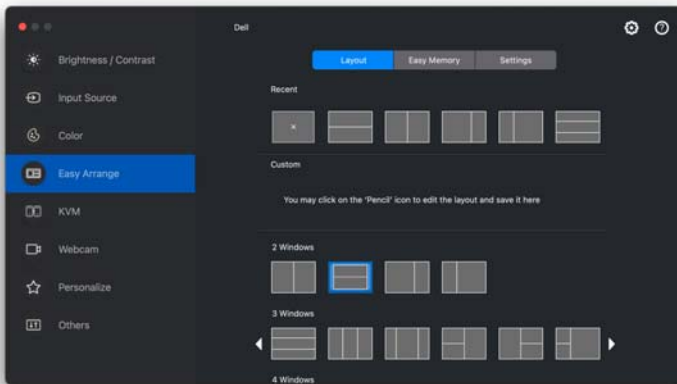 Dell
Brightness / Contrast
Input Source
Color
Easy Arrange
KVM
Webcam
Personalize
Others
Layout Easy Memory Settings
Recent
Custom
You may click on the 'Pencil' icon to edit the layout and save it here
2 Windows
3 Windows
4 Windows